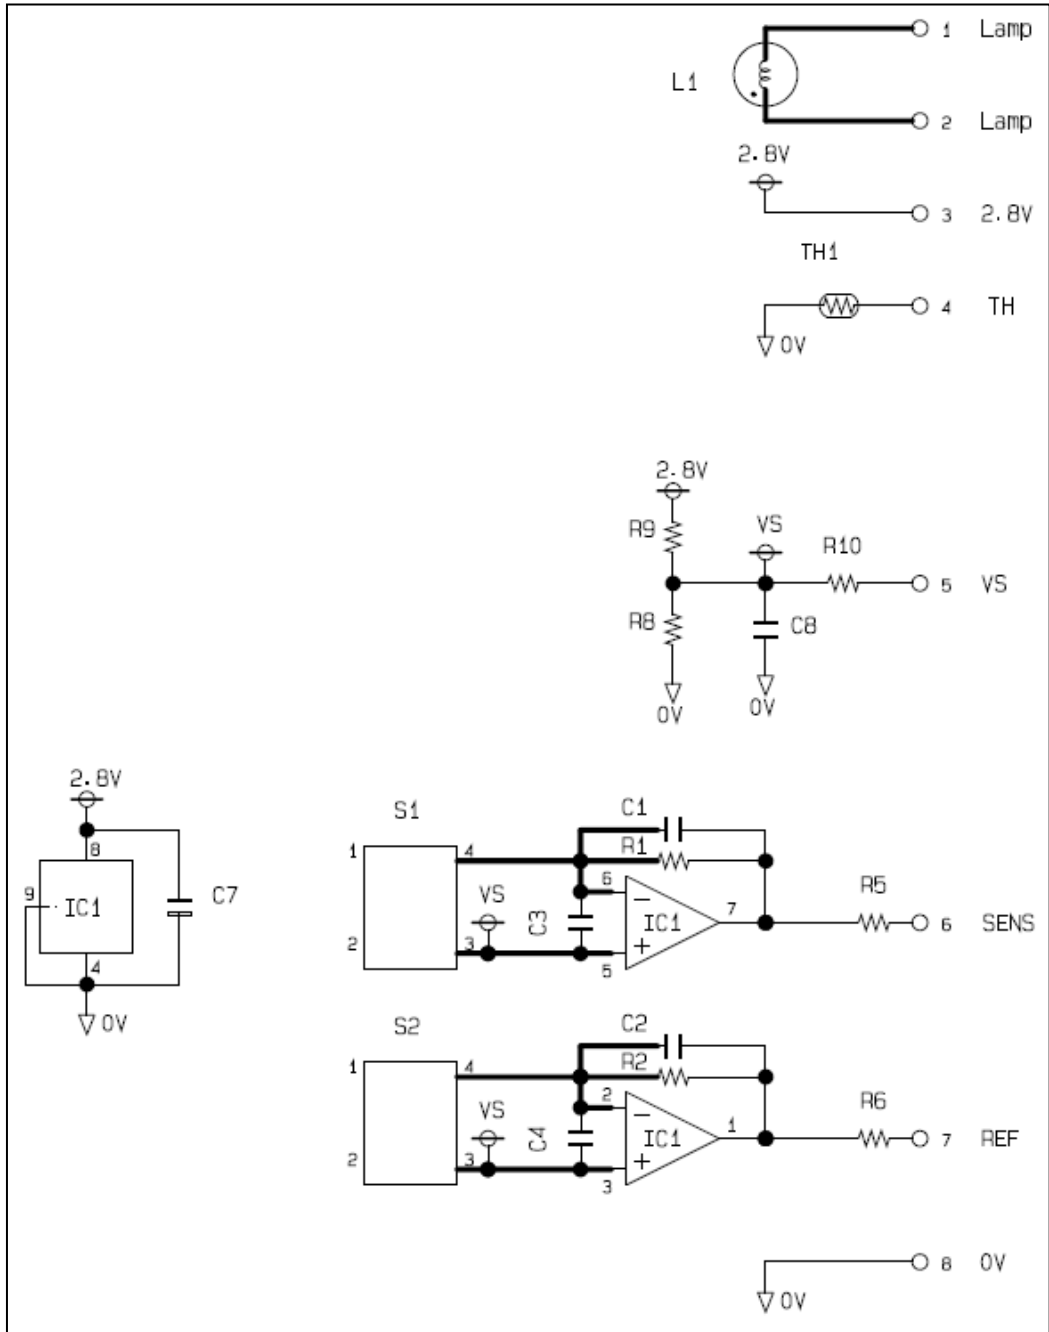 1 Lamp
L1
2 Lamp
2.8V
3 2.8V
TH1
4 TH
0V
2.8V
R9
VS
R10
5 VS
R8
C8
0V
0V
2.8V
8
9
IC1
C7
4
0V
S1
1
4
2
3
VS
C1
R1
6
C3
IC1
7
5
R5
6 SENS
S2
1
4
2
3
VS
C2
R2
2
C4
IC1
1
3
R6
7 REF
8 0V
0V